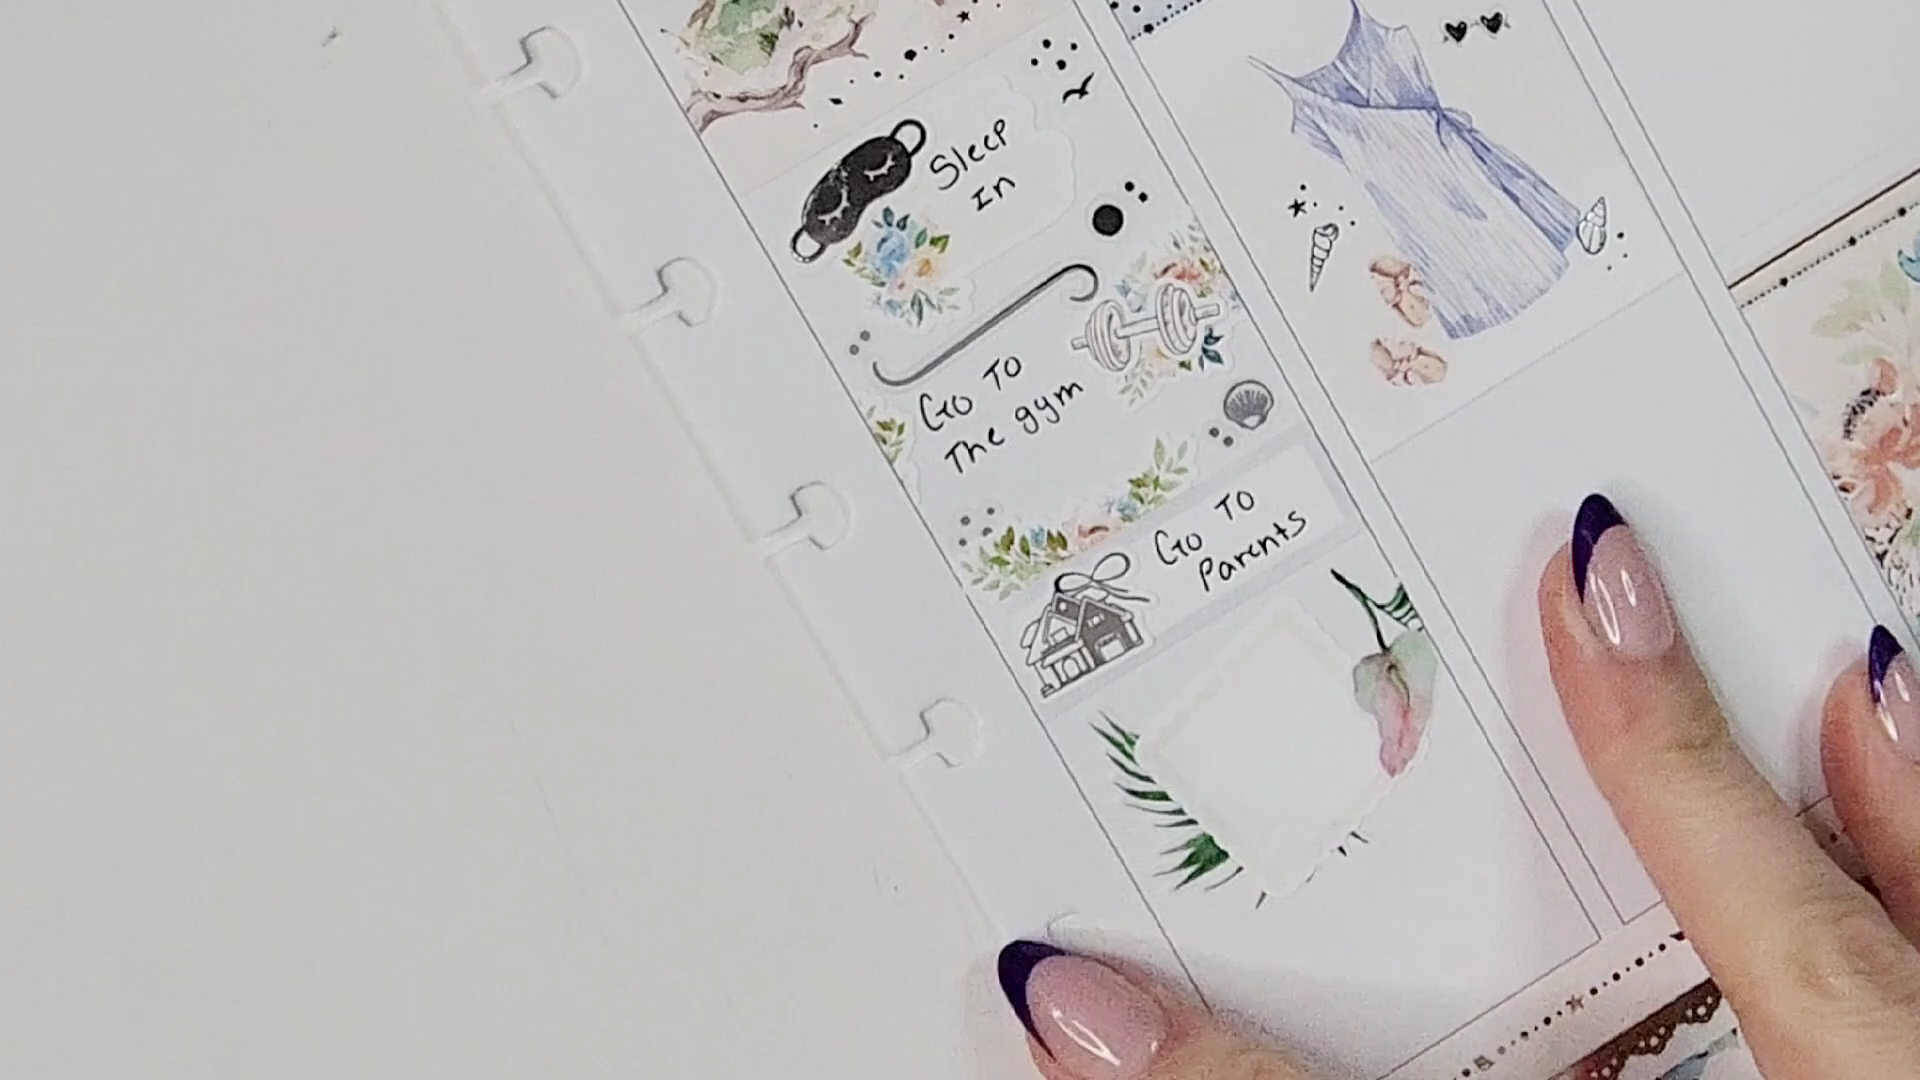 Sleep
In
Go To
The gym
Go To
Parents